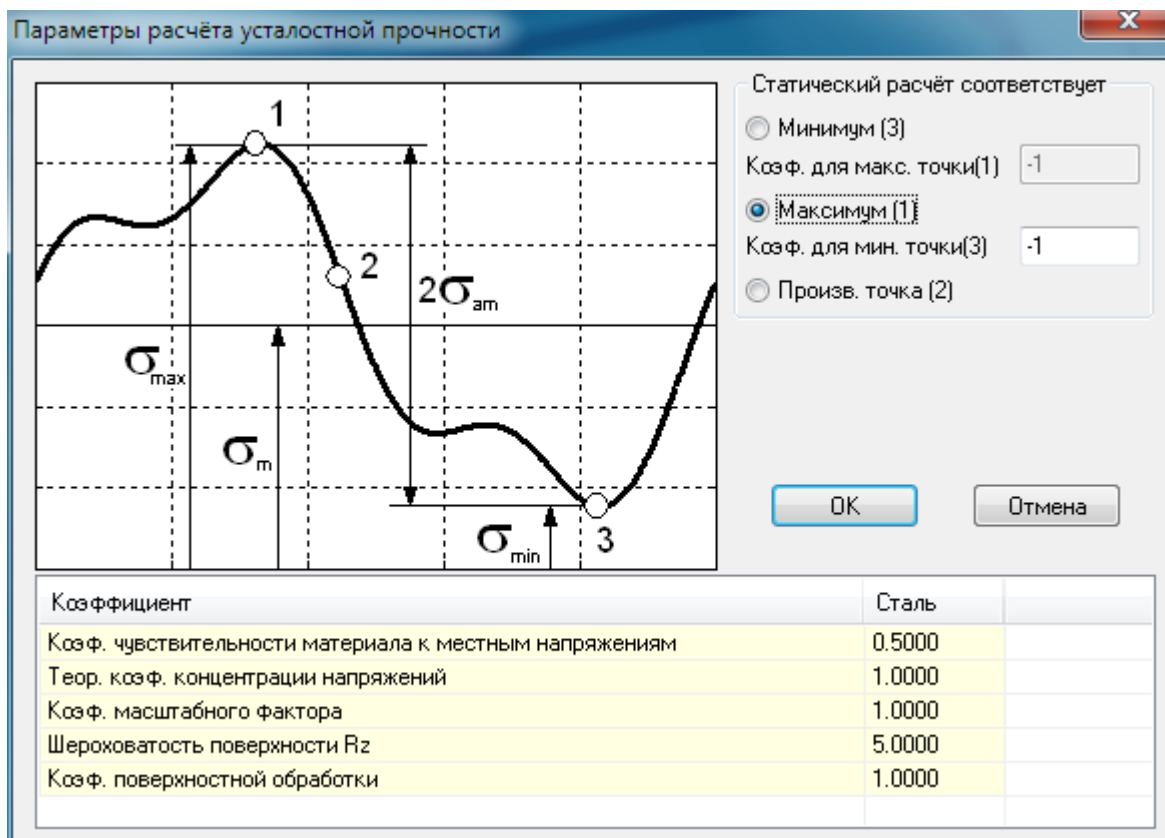 Параметры расчёта усталостной прочности
X
1
2
3
σmax
σm
2σam
σmin
Статический расчёт соответствует
Минимум (3)
Коэф. для макс. точки(1) -1
Максимум (1)
Коэф. для мин. точки(3) -1
Произв. точка (2)
OK Отмена
Коэффициент Сталь
Коэф. чувствительности материала к местным напряжениям 0.5000
Теор. коэф. концентрации напряжений 1.0000
Коэф. масштабного фактора 1.0000
Шероховатость поверхности Rz 5.0000
Коэф. поверхностной обработки 1.0000